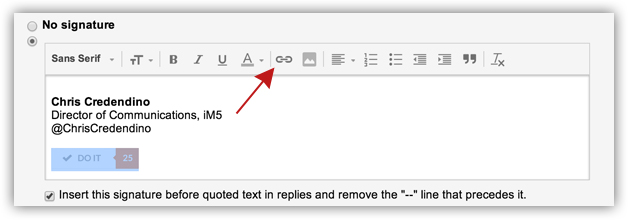 No signature
Sans Serif
Chris Credendino
Director of Communications, iM5
@ChrisCredendino
DO IT 25
Insert this signature before quoted text in replies and remove the "--" line that precedes it.